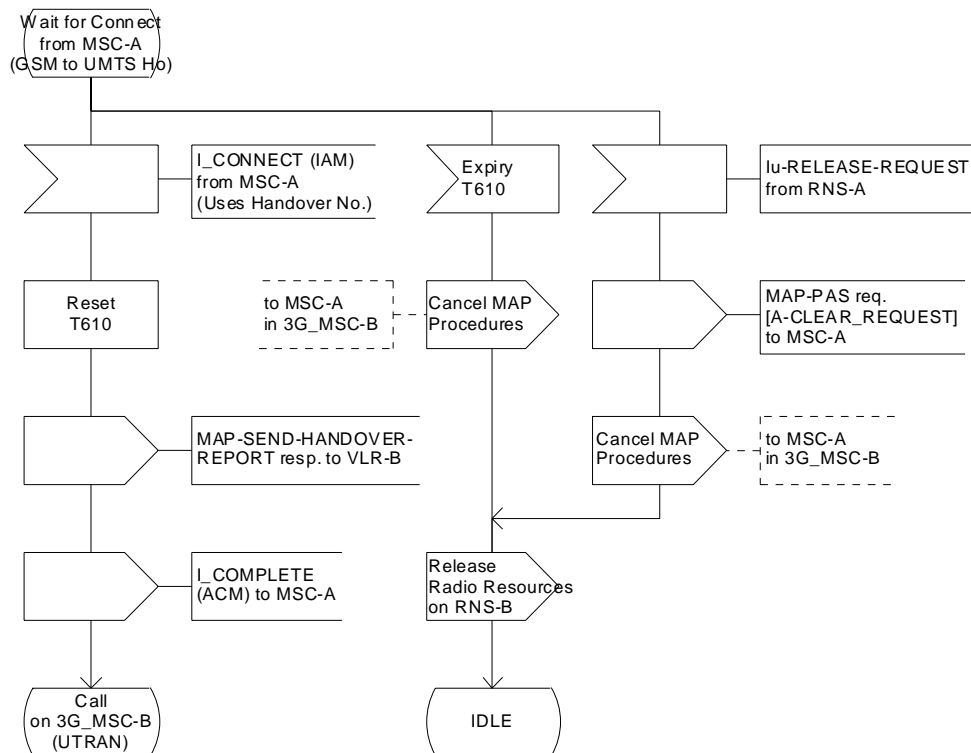 Wait for Connect
from MSC-A
(GSM to UMTS Ho)
I_CONNECT (IAM)
from MSC-A
(Uses Handover No.)
Expiry
T610
Iu-RELEASE-REQUEST
from RNS-A
Reset
T610
to MSC-A
in 3G_MSC-B
Cancel MAP
Procedures
MAP-PAS req.
[A-CLEAR_REQUEST]
to MSC-A
MAP-SEND-HANDOVER-
REPORT resp. to VLR-B
Cancel MAP
Procedures
to MSC-A
in 3G_MSC-B
I_COMPLETE
(ACM) to MSC-A
Release
Radio Resources
on RNS-B
Call
on 3G_MSC-B
(UTRAN)
IDLE